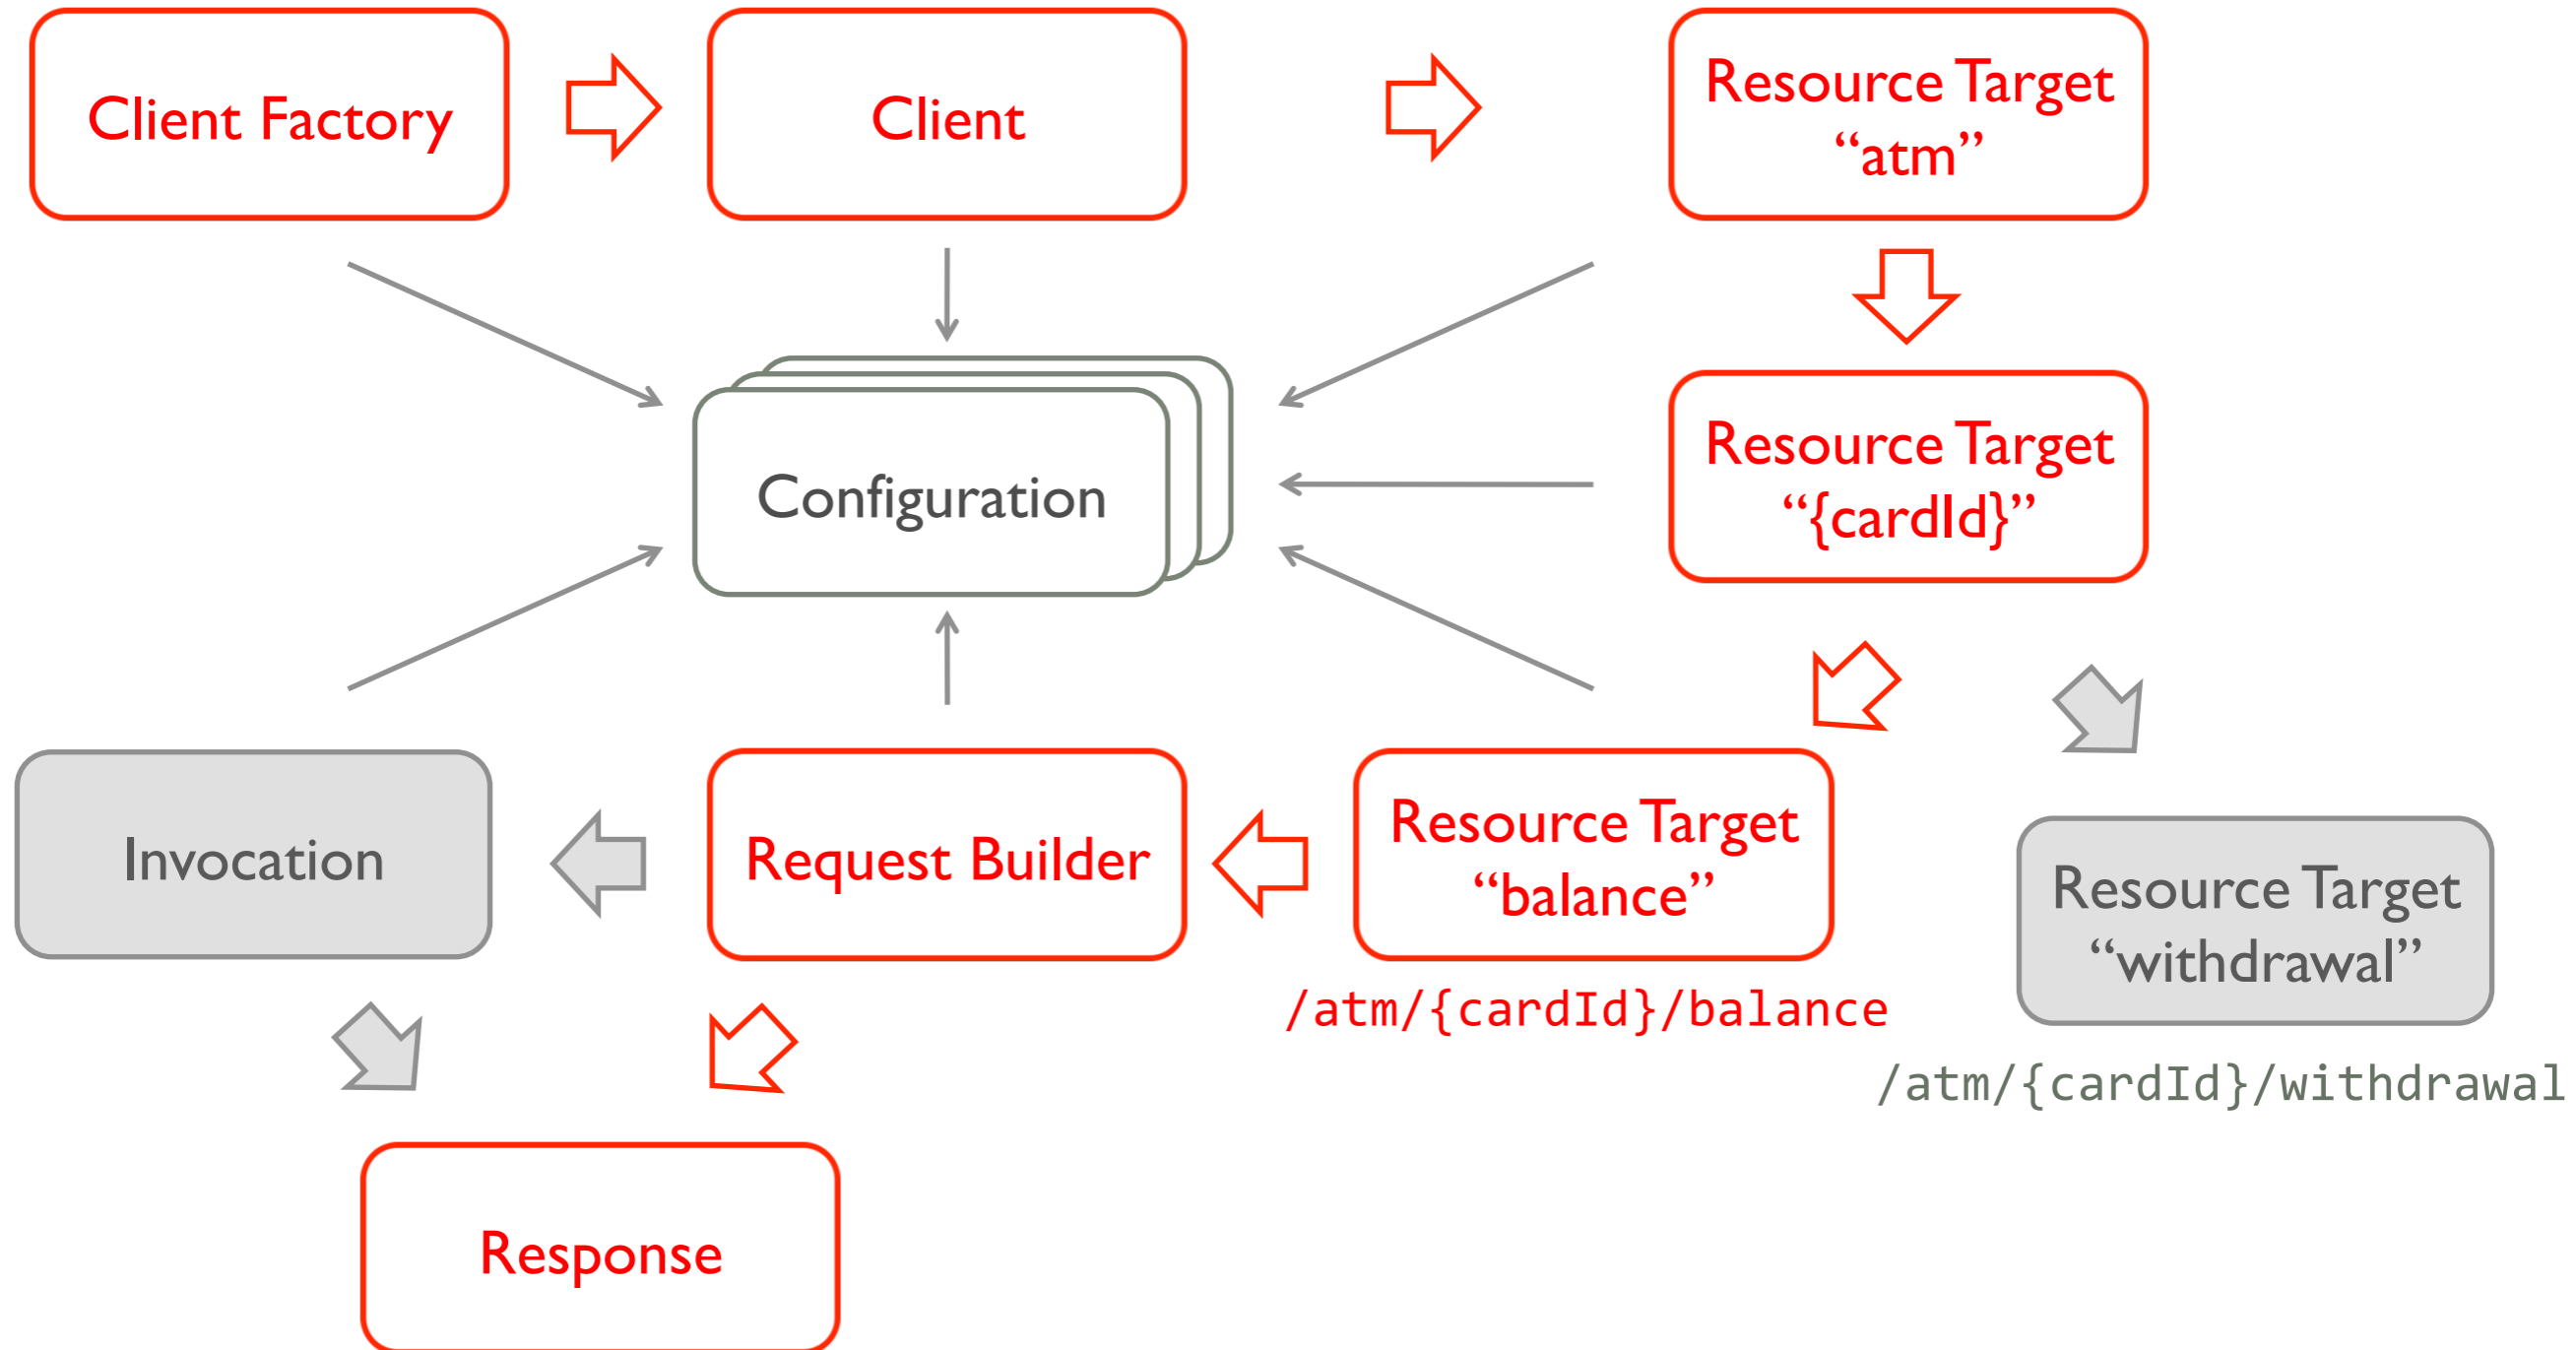 Client Factory
Client
Resource Target
“atm”
Configuration
Resource Target
“{cardId}”
Invocation
Request Builder
Resource Target
“balance”
/atm/{cardId}/balance
Resource Target
“withdrawal”
/atm/{cardId}/withdrawal
Response